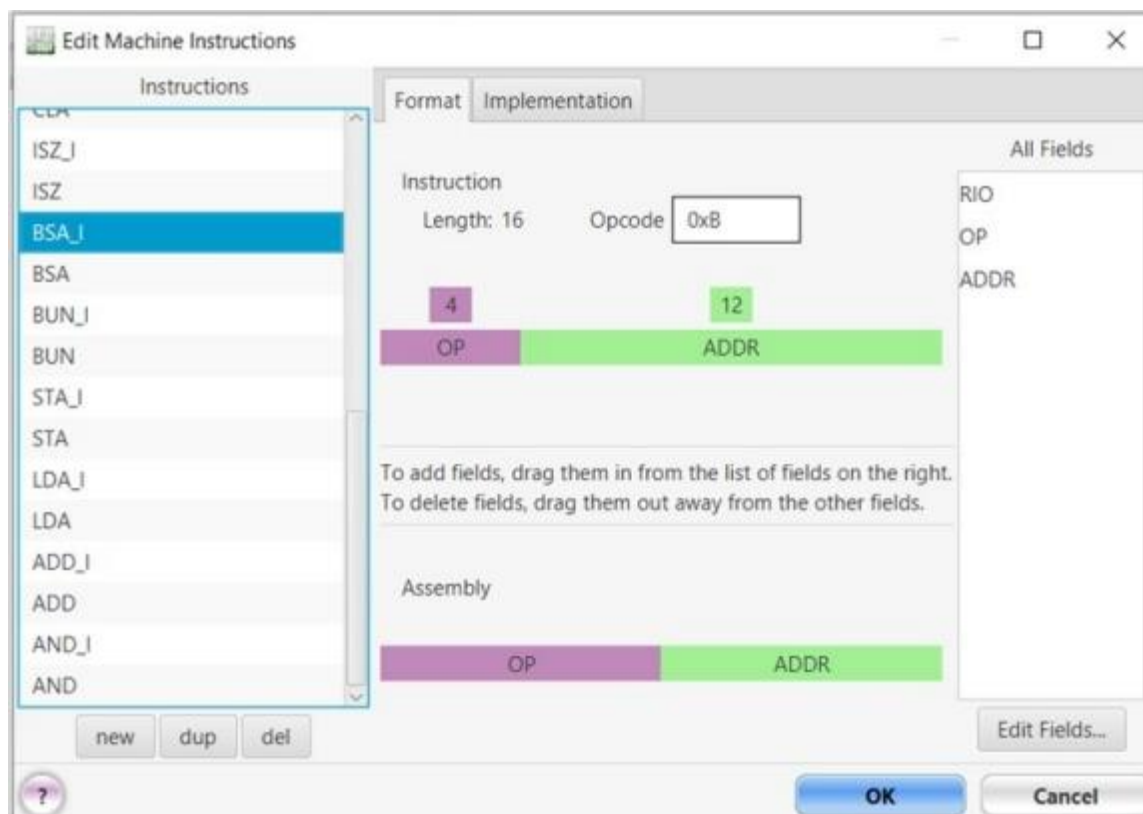 Edit Machine Instructions
Instructions
CLA
ISZ_I
ISZ
BSA_I
BSA
BUN_I
BUN
STA_I
STA
LDA_I
LDA
ADD_I
ADD
AND_I
AND
new dup del
Format Implementation
Instruction
Length: 16 Opcode 0xB
4 12
OP ADDR
To add fields, drag them in from the list of fields on the right.
To delete fields, drag them out away from the other fields.
Assembly
OP ADDR
All Fields
RIO
OP
ADDR
Edit Fields...
?
OK Cancel